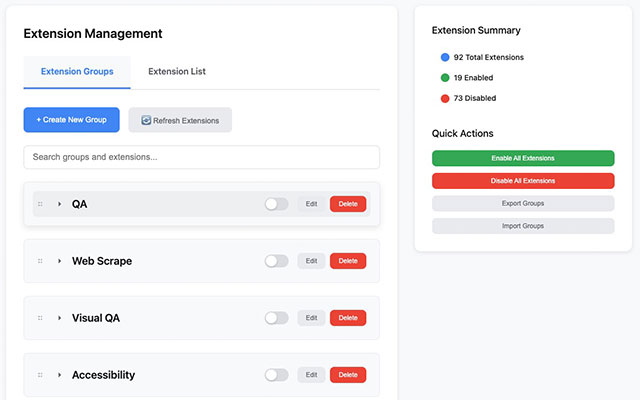 Extension Management
Extension Groups
Extension List
+ Create New Group
Refresh Extensions
Search groups and extensions...
QA
Edit
Delete
Web Scrape
Edit
Delete
Visual QA
Edit
Delete
Accessibility
Edit
Delete
Extension Summary
92 Total Extensions
19 Enabled
73 Disabled
Quick Actions
Enable All Extensions
Disable All Extensions
Export Groups
Import Groups